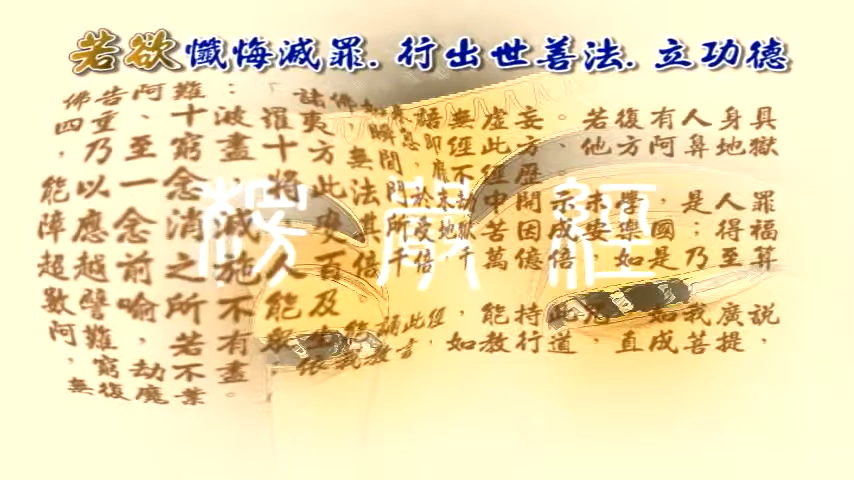 若欲懺悔滅罪.行出世善法.立功德
佛告阿難：諸佛如來語無虛妄。若復有人身具
四重、十波羅夷，瞬息即經此方、他方阿鼻地獄
，乃至窮盡十方無間，靡不經歷
能以一念將此法門於末劫中開示未學，是人罪
障應念消滅，變其所受地獄苦因成安樂國；得福
超越前之施人百倍千倍，千萬億倍，如是乃至算
數譬喻所不能及
阿難，若有眾生能誦此經，能持此咒，如我廣說
，窮劫不盡，依我教言，如教行道，直成菩提，
無復魔業。
楞嚴經